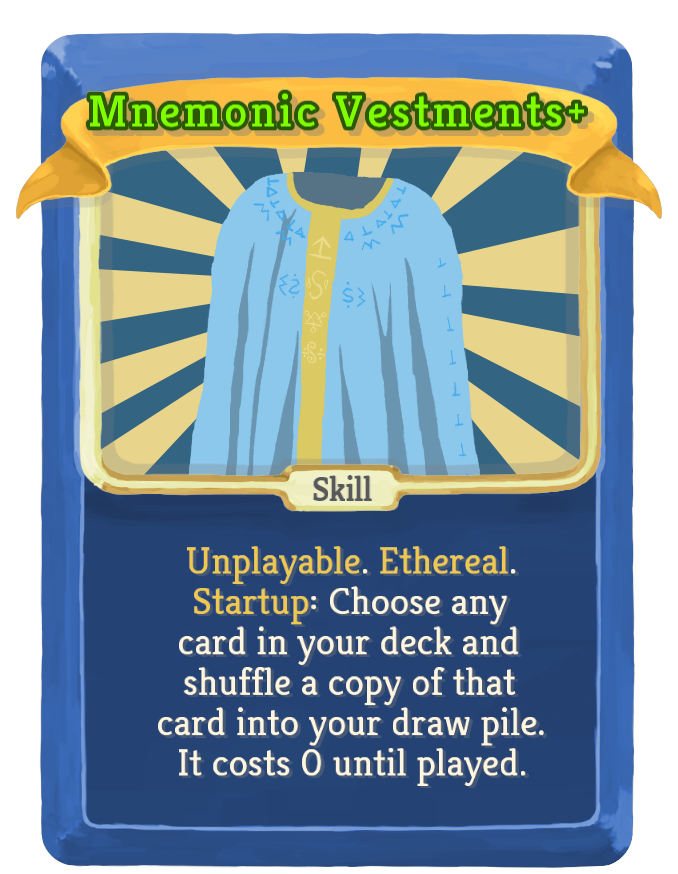 Mnemonic Vestments+
Skill
Unplayable. Ethereal.
Startup: Choose any
card in your deck and
shuffle a copy of that
card into your draw pile.
It costs 0 until played.